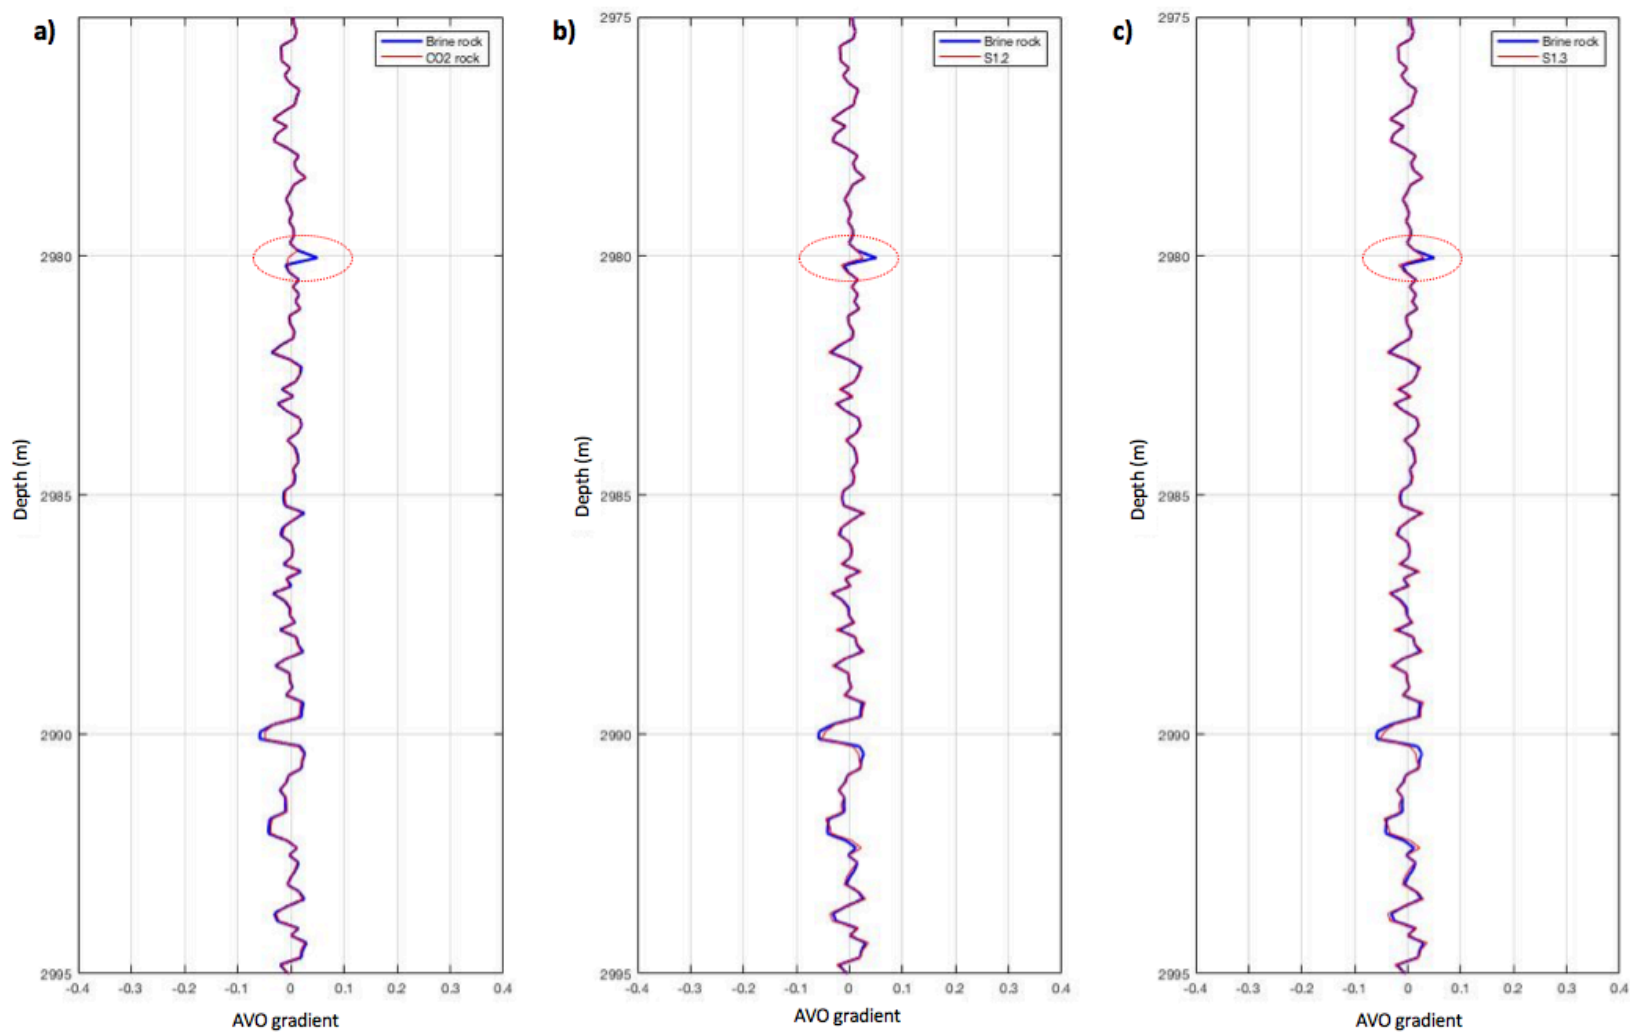 a)
2975
Brine rock
CO2 rock
2980
2985
2990
2995
Depth (m)
-0.4 -0.3 -0.2 -0.1 0 0.1 0.2 0.3 0.4
AVO gradient
b)
2975
Brine rock
S1.2
2980
2985
2990
2995
Depth (m)
-0.4 -0.3 -0.2 -0.1 0 0.1 0.2 0.3 0.4
AVO gradient
c)
2975
Brine rock
S1.3
2980
2985
2990
2995
Depth (m)
-0.4 -0.3 -0.2 -0.1 0 0.1 0.2 0.3 0.4
AVO gradient